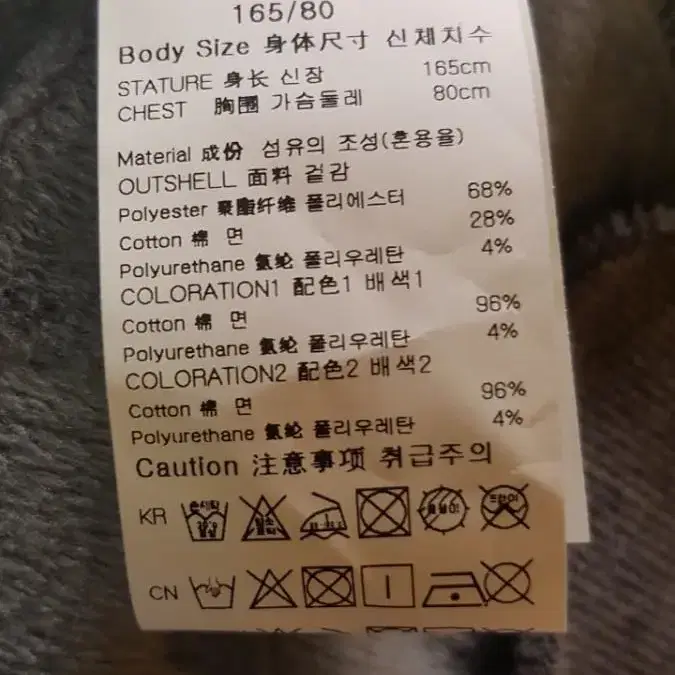 165/80
Body Size 身体尺寸 신체치수
STATURE 身长 신장 165cm
CHEST 胸围 가슴둘레 80cm
Material 成份 섬유의 조성(혼용율)
OUTSHELL 面料 겉감
Polyester 聚酯纤维 폴리에스터 68%
Cotton 棉 면 28%
Polyurethane 氨纶 폴리우레탄 4%
COLORATION1 配色1 배색1
Cotton 棉 면 96%
Polyurethane 氨纶 폴리우레탄 4%
COLORATION2 配色2 배색2
Cotton 棉 면 96%
Polyurethane 氨纶 폴리우레탄 4%
Caution 注意事项 취급주의
KR 손세탁 드라이
CN